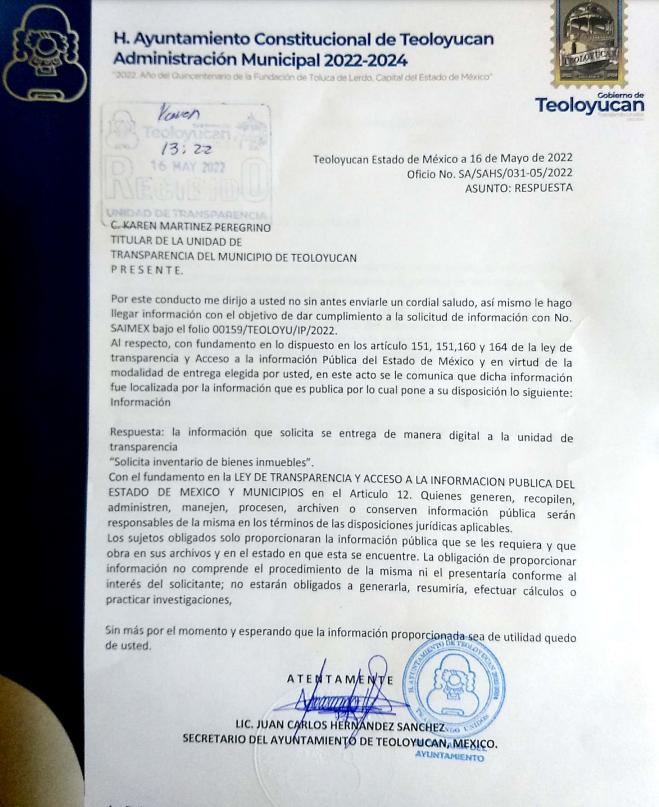 H. Ayuntamiento Constitucional de Teoloyucan
Administración Municipal 2022-2024
"2022. Año del Quincentenario de la Fundación de Toluca de Lerdo, Capital del Estado de México"
TEOLOYUCAN
Gobierno de
Teoloyucan
Karen
Teoloyucan
13:22
16 MAY 2022
RECIBIDO
UNIDAD DE TRANSPARENCIA
Teoloyucan Estado de México a 16 de Mayo de 2022
Oficio No. SA/SAHS/031-05/2022
ASUNTO: RESPUESTA
C. KAREN MARTINEZ PEREGRINO
TITULAR DE LA UNIDAD DE
TRANSPARENCIA DEL MUNICIPIO DE TEOLOYUCAN
P R E S E N T E.
Por este conducto me dirijo a usted no sin antes enviarle un cordial saludo, así mismo le hago
llegar información con el objetivo de dar cumplimiento a la solicitud de información con No.
SAIMEX bajo el folio 00159/TEOLOYU/IP/2022.
Al respecto, con fundamento en lo dispuesto en los artículo 151, 151,160 y 164 de la ley de
transparencia y Acceso a la información Pública del Estado de México y en virtud de la
modalidad de entrega elegida por usted, en este acto se le comunica que dicha información
fue localizada por la información que es publica por lo cual pone a su disposición lo siguiente:
Información
Respuesta: la información que solicita se entrega de manera digital a la unidad de
transparencia
"Solicita inventario de bienes inmuebles".
Con el fundamento en la LEY DE TRANSPARENCIA Y ACCESO A LA INFORMACION PUBLICA DEL
ESTADO DE MEXICO Y MUNICIPIOS en el Articulo 12. Quienes generen, recopilen,
administren, manejen, procesen, archiven o conserven información pública serán
responsables de la misma en los términos de las disposiciones jurídicas aplicables.
Los sujetos obligados solo proporcionaran la información pública que se les requiera y que
obra en sus archivos y en el estado en que esta se encuentre. La obligación de proporcionar
información no comprende el procedimiento de la misma ni el presentaría conforme al
interés del solicitante; no estarán obligados a generarla, resumiría, efectuar cálculos o
practicar investigaciones,
Sin más por el momento y esperando que la información proporcionada sea de utilidad quedo
de usted.
A T E N T A M E N T E
H. AYUNTAMIENTO DE TEOLOYUCAN 2022-2024
TRABAJANDO UNIDOS
LIC. JUAN CARLOS HERNÁNDEZ SANCHEZ
SECRETARIO DEL AYUNTAMIENTO DE TEOLOYUCAN, MEXICO.
AYUNTAMIENTO